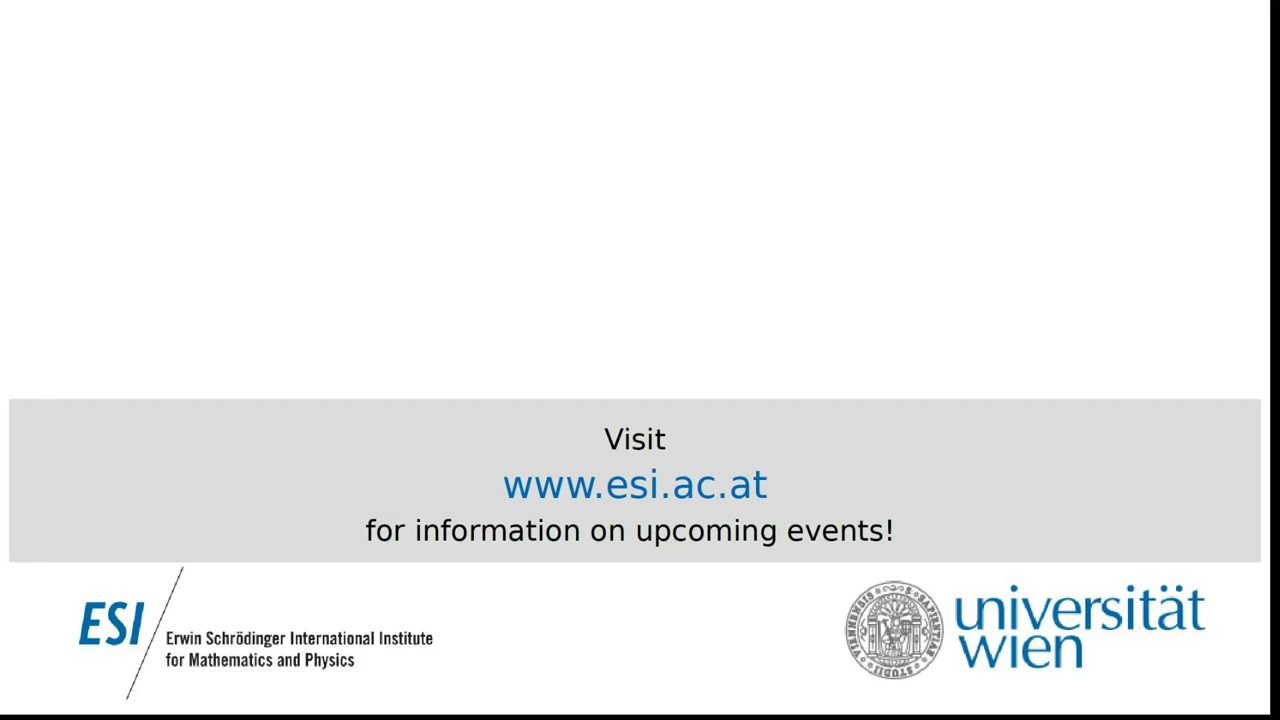 Visit
www.esi.ac.at
for information on upcoming events!
ESI
Erwin Schrödinger International Institute
for Mathematics and Physics
universität
wien